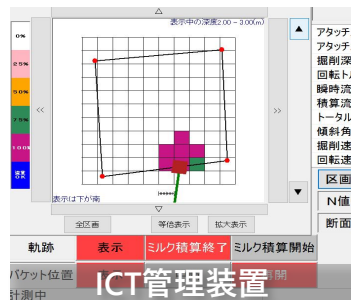 表示中の深度2.00 - 3.00(m)
0%
25%
50%
75%
100%
<<
>>
表示は下が南
全区画
等倍表示
拡大表示
アタッチ
アタッチ
掘削深
回転ト
瞬時流
積算流
トータル
傾斜角
掘削速
回転速
区画
N値
断面
軌跡
表示
ミルク積算終了
ミルク積算開始
バケット位置
計測中
ICT管理装置